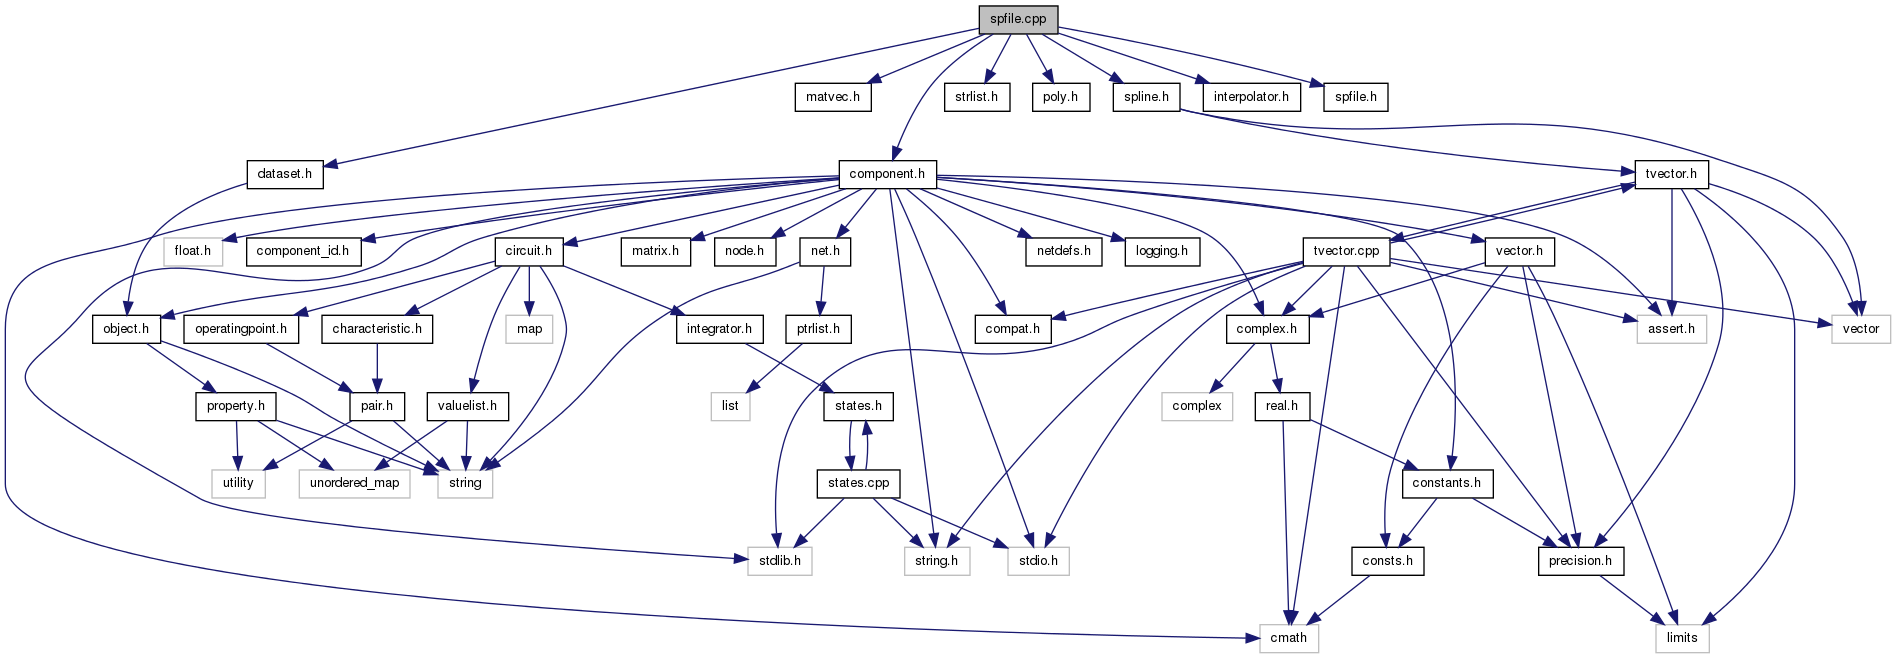 spfile.cpp
matvec.h
strlist.h
poly.h
spline.h
interpolator.h
spfile.h
dataset.h
component.h
tvector.h
float.h
component_id.h
circuit.h
matrix.h
node.h
net.h
netdefs.h
logging.h
tvector.cpp
vector.h
object.h
operatingpoint.h
characteristic.h
map
integrator.h
ptrlist.h
compat.h
complex.h
assert.h
vector
property.h
pair.h
valuelist.h
list
states.h
complex
real.h
utility
unordered_map
string
states.cpp
constants.h
stdlib.h
string.h
stdio.h
consts.h
precision.h
cmath
limits